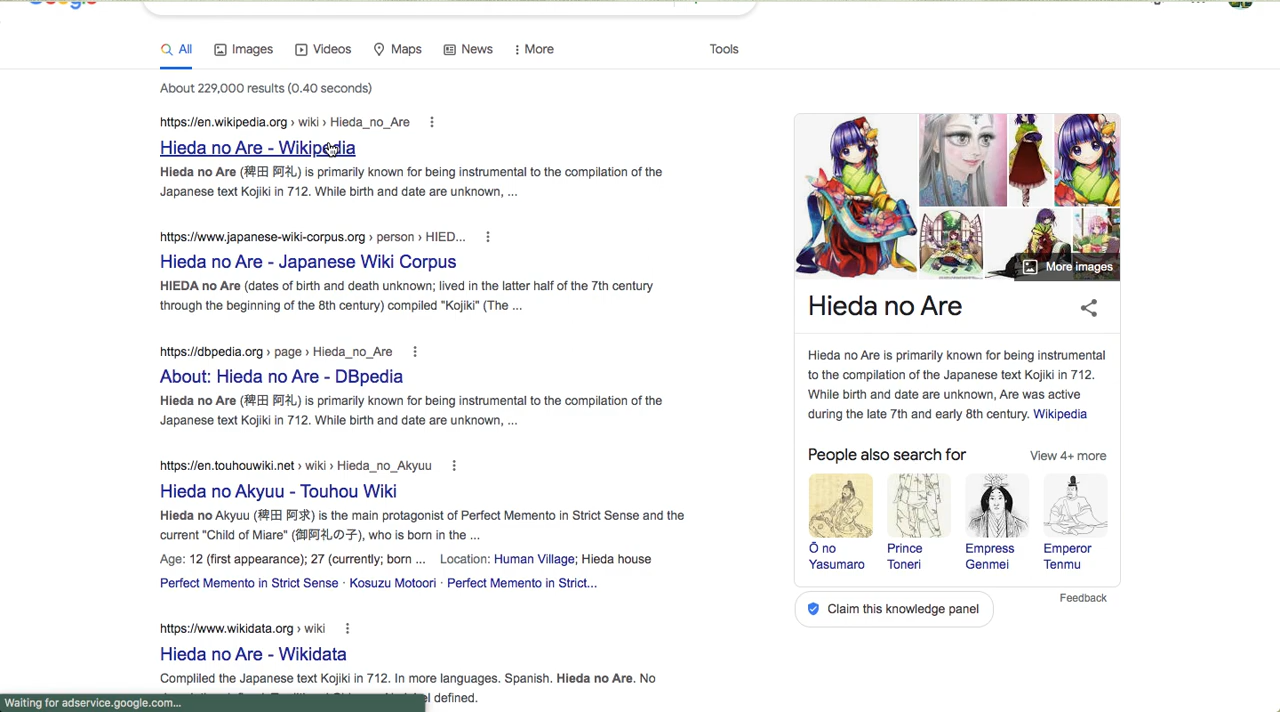 All Images Videos Maps News More Tools
About 229,000 results (0.40 seconds)
https://en.wikipedia.org › wiki › Hieda_no_Are
Hieda no Are - Wikipedia
Hieda no Are (稗田 阿礼) is primarily known for being instrumental to the compilation of the
Japanese text Kojiki in 712. While birth and date are unknown, ...
https://www.japanese-wiki-corpus.org › person › HIED...
Hieda no Are - Japanese Wiki Corpus
HIEDA no Are (dates of birth and death unknown; lived in the latter half of the 7th century
through the beginning of the 8th century) compiled "Kojiki" (The ...
https://dbpedia.org › page › Hieda_no_Are
About: Hieda no Are - DBpedia
Hieda no Are (稗田 阿礼) is primarily known for being instrumental to the compilation of the
Japanese text Kojiki in 712. While birth and date are unknown, ...
https://en.touhouwiki.net › wiki › Hieda_no_Akyuu
Hieda no Akyuu - Touhou Wiki
Hieda no Akyuu (稗田 阿求) is the main protagonist of Perfect Memento in Strict Sense and the
current "Child of Miare" (御阿礼の子), who is born in the ...
Age: 12 (first appearance); 27 (currently; born ... Location: Human Village; Hieda house
Perfect Memento in Strict Sense · Kosuzu Motoori · Perfect Memento in Strict...
https://www.wikidata.org › wiki
Hieda no Are - Wikidata
Compliled the Japanese text Kojiki in 712. In more languages. Spanish. Hieda no Are. No
defined.
Waiting for adservice.google.com...
More images
Hieda no Are
Hieda no Are is primarily known for being instrumental
to the compilation of the Japanese text Kojiki in 712.
While birth and date are unknown, Are was active
during the late 7th and early 8th century. Wikipedia
People also search for View 4+ more
Ō no
Yasumaro
Prince
Toneri
Empress
Genmei
Emperor
Tenmu
Feedback
Claim this knowledge panel